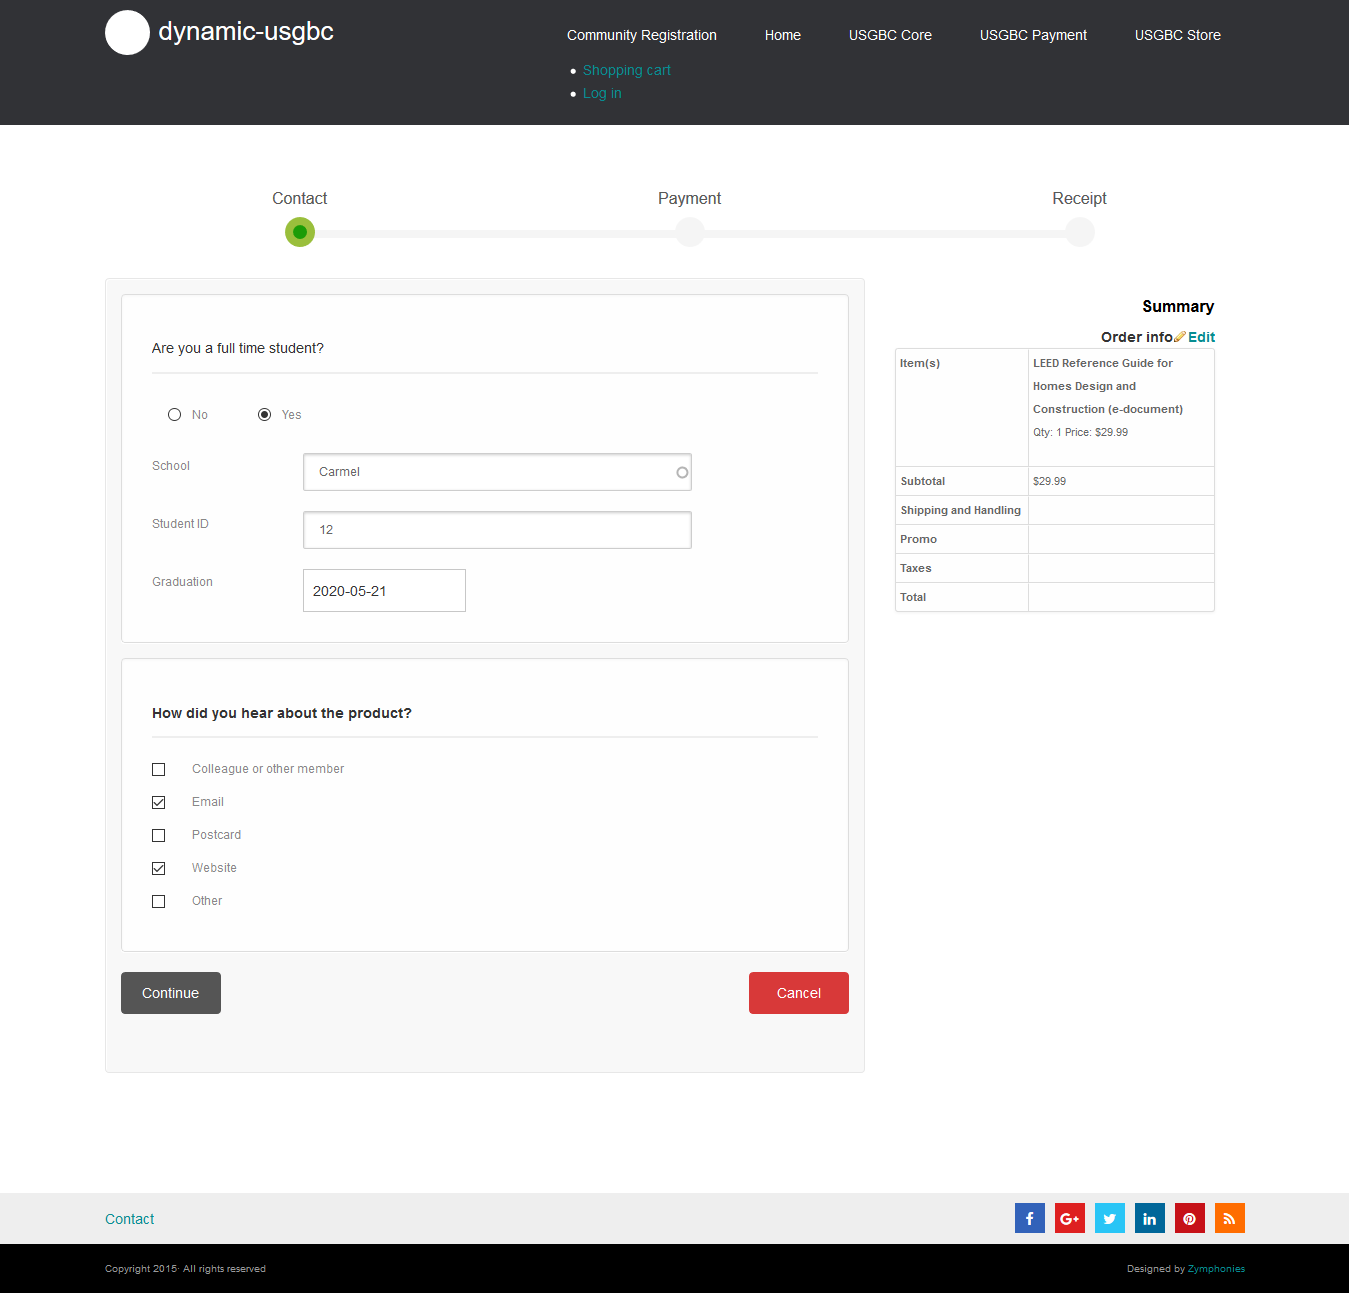 dynamic-usgbc
Community Registration Home USGBC Core USGBC Payment USGBC Store
Shopping cart
Log in
Contact Payment Receipt
Are you a full time student?
No Yes
School Carmel
Student ID 12
Graduation 2020-05-21
How did you hear about the product?
Colleague or other member
Email
Postcard
Website
Other
Continue Cancel
Summary
Order info Edit
Item(s) LEED Reference Guide for
Homes Design and
Construction (e-document)
Qty: 1 Price: $29.99
Subtotal $29.99
Shipping and Handling
Promo
Taxes
Total
Contact
Copyright 2015· All rights reserved
Designed by Zymphonies